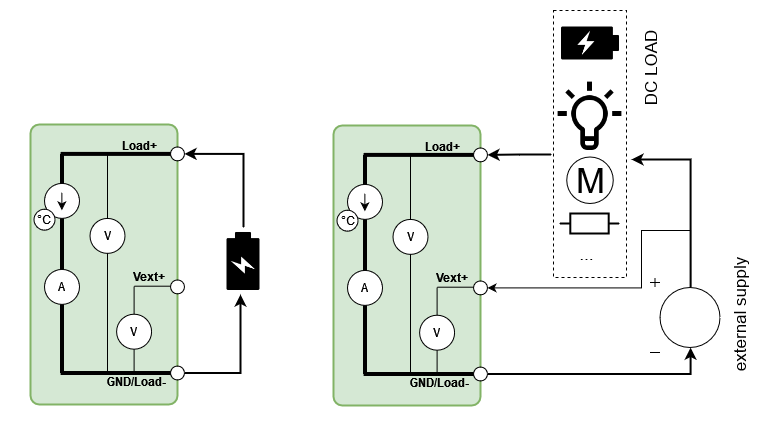 Load+
°C
V
A
Vext+
V
GND/Load-
DC LOAD
M
...
Load+
°C
V
A
Vext+
V
GND/Load-
+
−
external supply